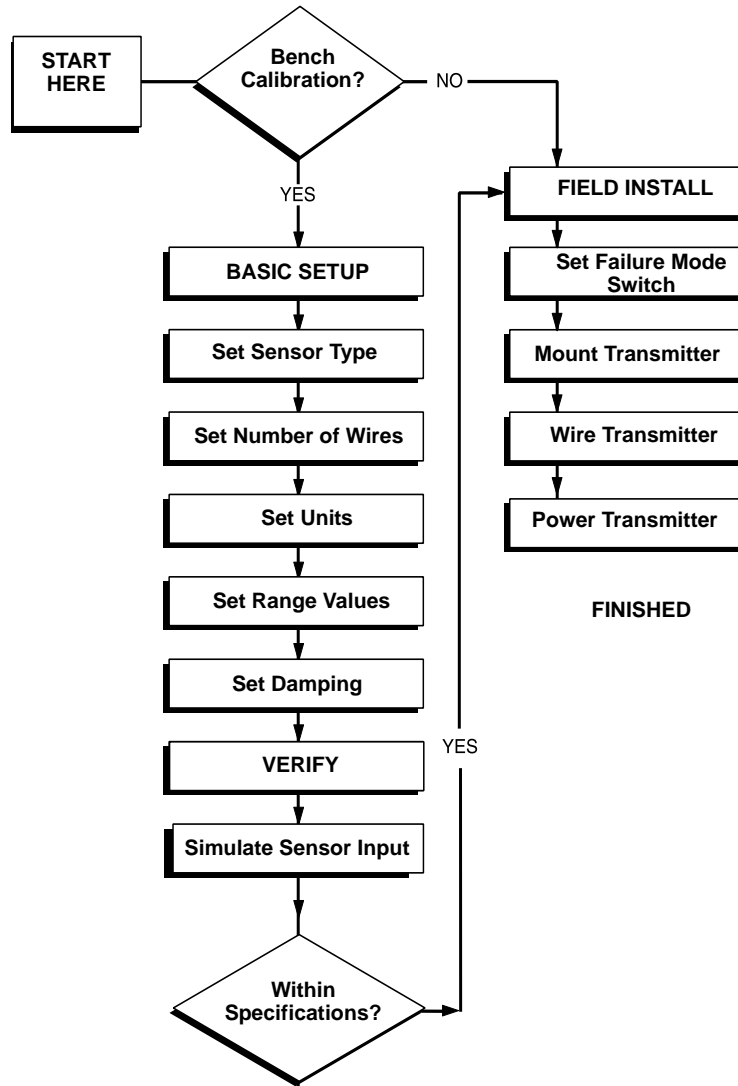 START
HERE
Bench
Calibration?
NO
YES
BASIC SETUP
Set Sensor Type
Set Number of Wires
Set Units
Set Range Values
Set Damping
VERIFY
Simulate Sensor Input
Within
Specifications?
YES
FIELD INSTALL
Set Failure Mode
Switch
Mount Transmitter
Wire Transmitter
Power Transmitter
FINISHED